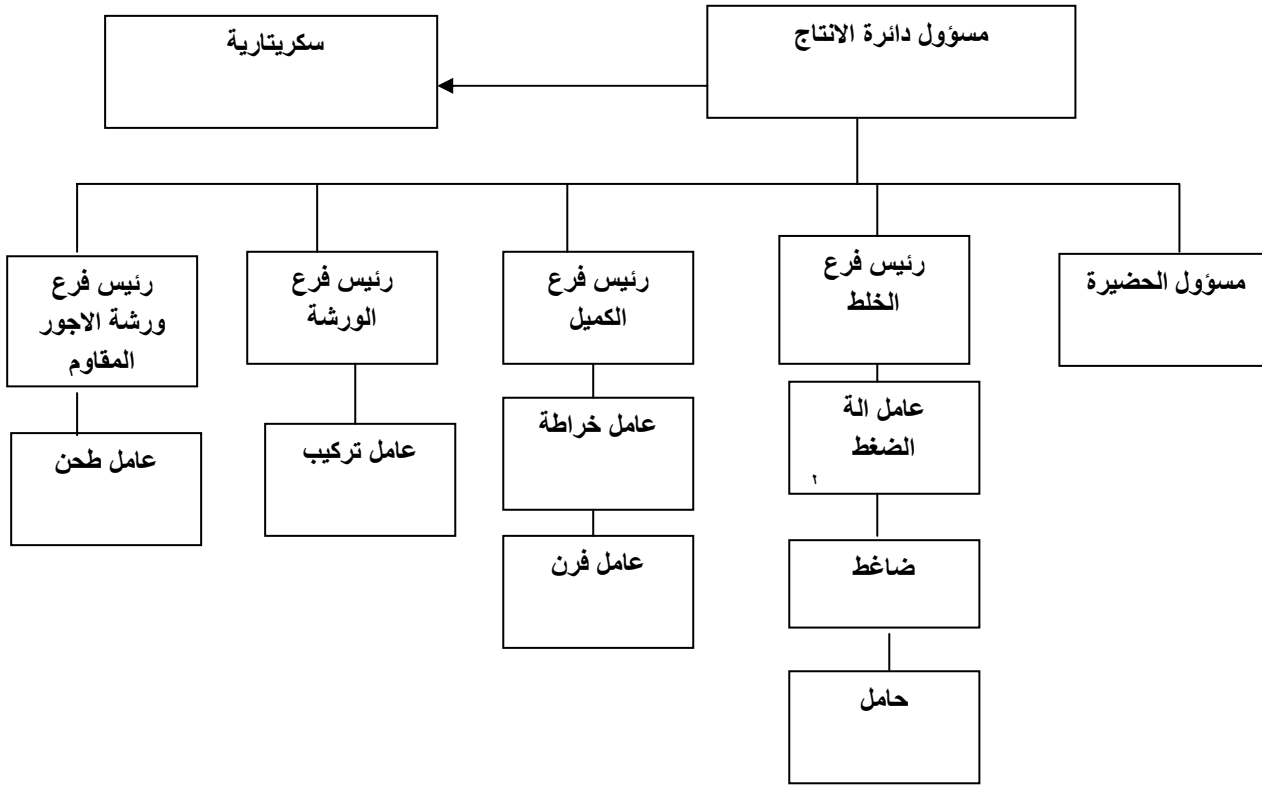 مسؤول دائرة الانتاج
سكريتارية
مسؤول الحضيرة
رئيس فرع
الخلط
رئيس فرع
الكميل
رئيس فرع
الورشة
رئيس فرع
ورشة الاجور
المقاوم
عامل الة
الضغط
٢
عامل خراطة
عامل تركيب
عامل طحن
ضاغط
عامل فرن
حامل